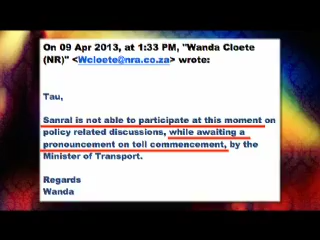 On 09 Apr 2013, at 1:33 PM, "Wanda Cloete
(NR)" <Wcloete@nra.co.za> wrote:
Tau,
Sanral is not able to participate at this moment on
policy related discussions, while awaiting a
pronouncement on toll commencement, by the
Minister of Transport.
Regards
Wanda